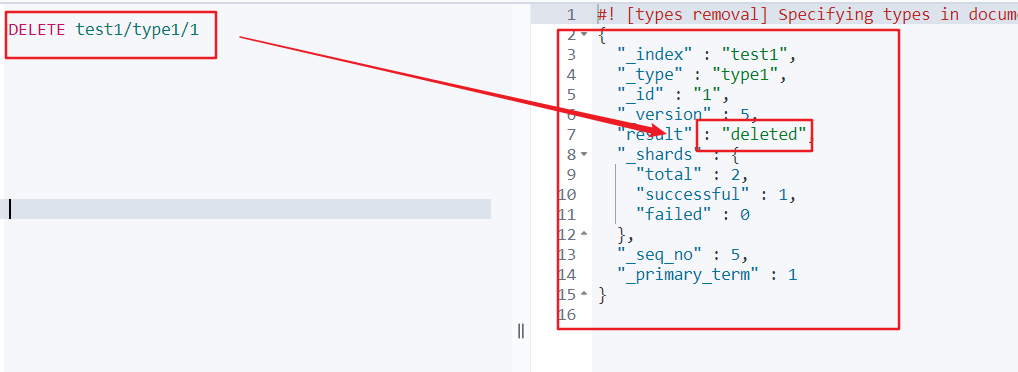 DELETE test1/type1/1
1 #! [types removal] Specifying types in docume
2 {
3 "_index" : "test1",
4 "_type" : "type1",
5 "_id" : "1",
6 "_version" : 5,
7 "result" : "deleted",
8 "_shards" : {
9 "total" : 2,
10 "successful" : 1,
11 "failed" : 0
12 },
13 "_seq_no" : 5,
14 "_primary_term" : 1
15 }
16